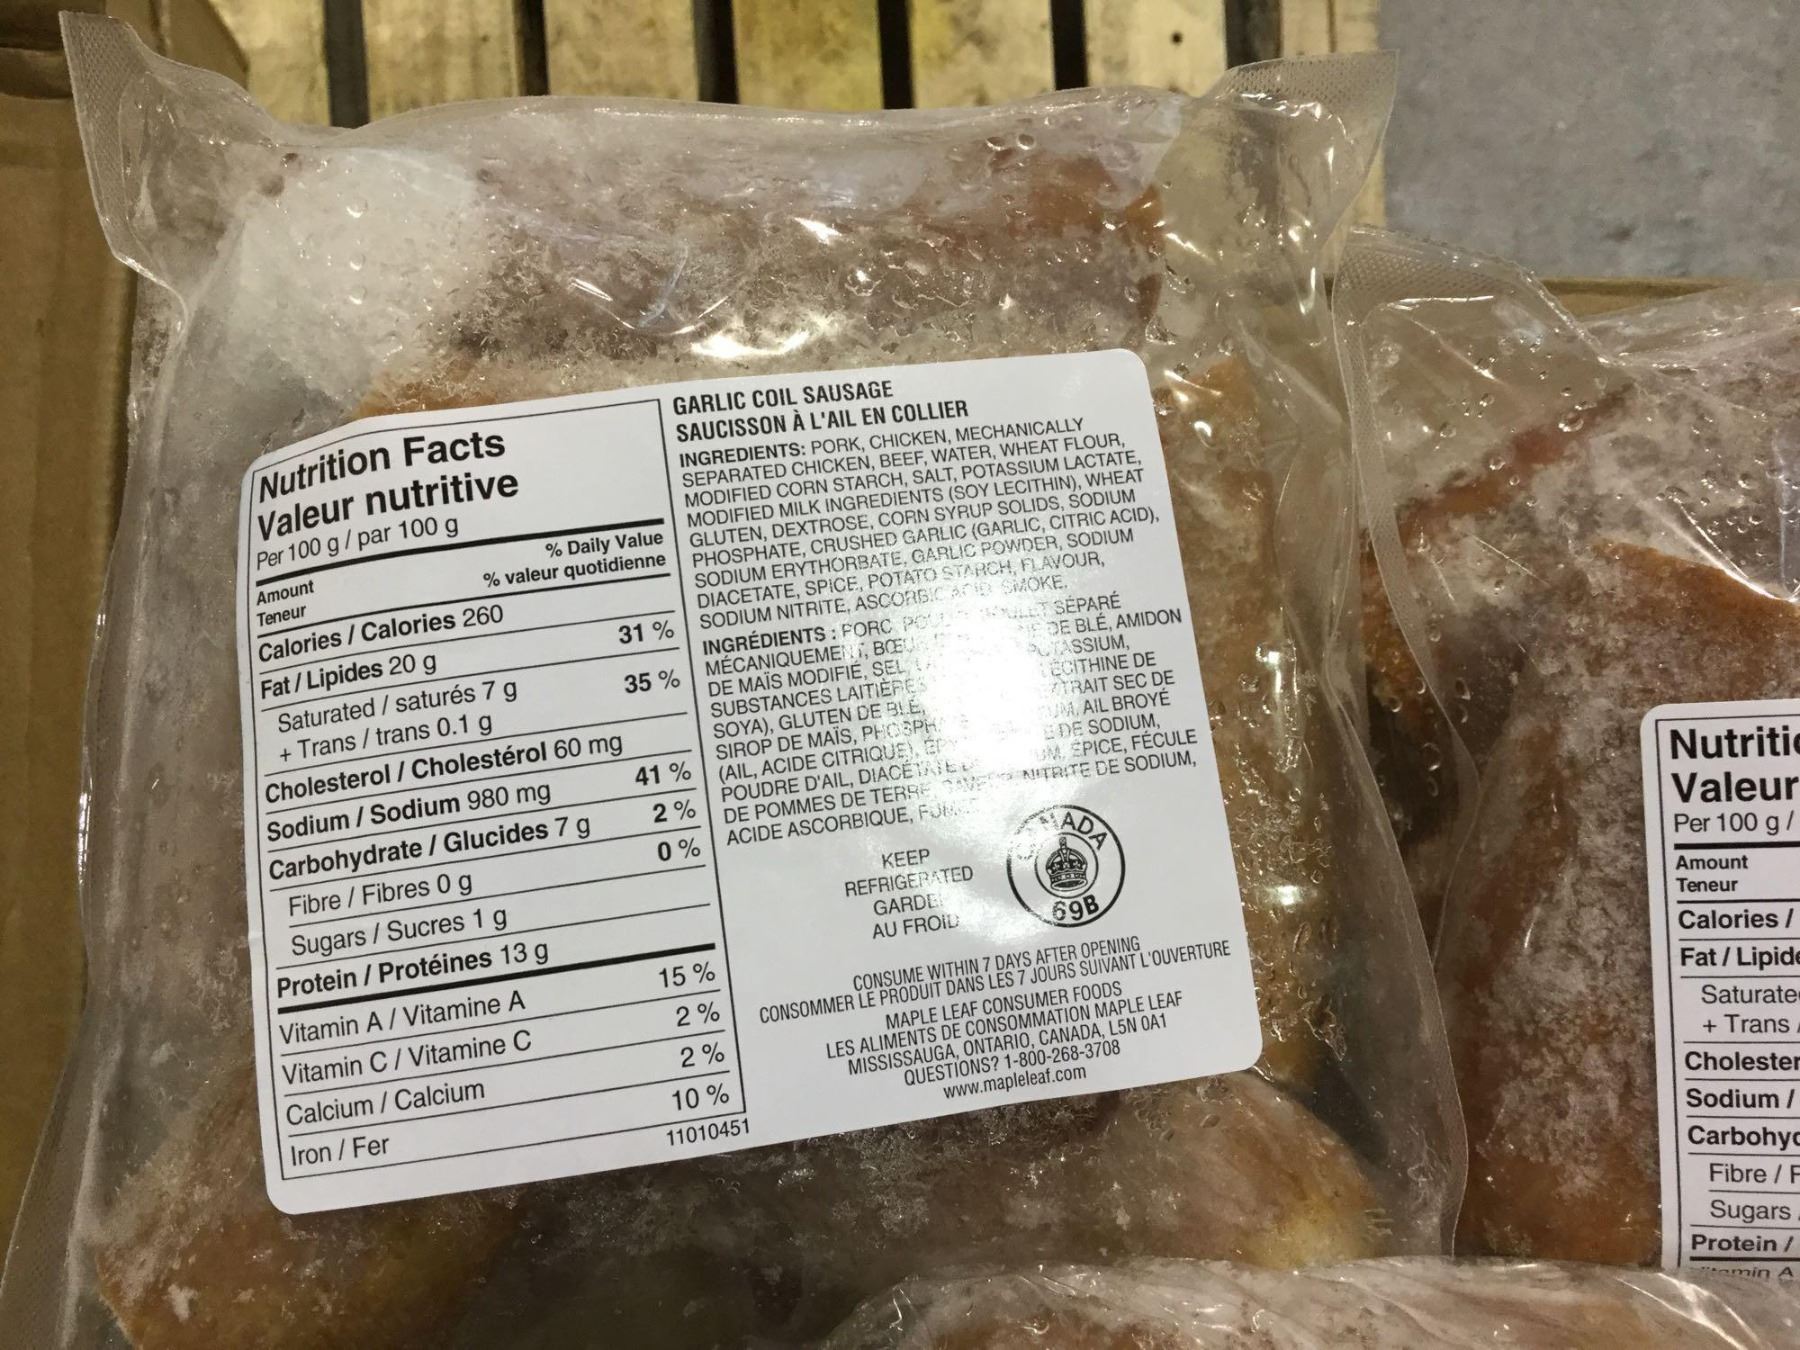 Nutrition Facts
Valeur nutritive
Per 100 g / par 100 g
Amount
Teneur
% Daily Value
% valeur quotidienne
Calories / Calories 260
Fat / Lipides 20 g 31 %
Saturated / saturés 7 g
+ Trans / trans 0.1 g 35 %
Cholesterol / Cholestérol 60 mg
Sodium / Sodium 980 mg 41 %
Carbohydrate / Glucides 7 g 2 %
Fibre / Fibres 0 g 0 %
Sugars / Sucres 1 g
Protein / Protéines 13 g
Vitamin A / Vitamine A 15 %
Vitamin C / Vitamine C 2 %
Calcium / Calcium 2 %
Iron / Fer 10 %
11010451
GARLIC COIL SAUSAGE
SAUCISSON À L'AIL EN COLLIER
INGREDIENTS: PORK, CHICKEN, MECHANICALLY
SEPARATED CHICKEN, BEEF, WATER, WHEAT FLOUR,
MODIFIED CORN STARCH, SALT, POTASSIUM LACTATE,
MODIFIED MILK INGREDIENTS (SOY LECITHIN), WHEAT
GLUTEN, DEXTROSE, CORN SYRUP SOLIDS, SODIUM
PHOSPHATE, CRUSHED GARLIC (GARLIC, CITRIC ACID),
SODIUM ERYTHORBATE, GARLIC POWDER, SODIUM
DIACETATE, SPICE, POTATO STARCH, FLAVOUR,
SODIUM NITRITE, ASCORBIC ACID, SMOKE.
INGRÉDIENTS : PORC, SÉPARÉ
MÉCANIQUEMENT, DE BLÉ, AMIDON
DE MAÏS MODIFIÉ, SEL,
SUBSTANCES LAITIÈRES DE
SOYA), GLUTEN DE BLÉ, SEC DE
SIROP DE MAÏS, AIL BROYÉ
(AIL, ACIDE CITRIQUE), DE SODIUM,
POUDRE D'AIL, ÉPICE, FÉCULE
DE POMMES DE TERRE, NITRITE DE SODIUM,
ACIDE ASCORBIQUE,
KEEP
REFRIGERATED
GARDER
AU FROID
CANADA
69B
CONSUME WITHIN 7 DAYS AFTER OPENING
CONSOMMER LE PRODUIT DANS LES 7 JOURS SUIVANT L'OUVERTURE
MAPLE LEAF CONSUMER FOODS
LES ALIMENTS DE CONSOMMATION MAPLE LEAF
MISSISSAUGA, ONTARIO, CANADA, L5N 0A1
QUESTIONS? 1-800-268-3708
www.mapleleaf.com
Nutritio
Valeur
Per 100 g /
Amount
Teneur
Calories /
Fat / Lipide
Saturated
+ Trans /
Cholester
Sodium /
Carbohyd
Fibre / F
Sugars
Protein /